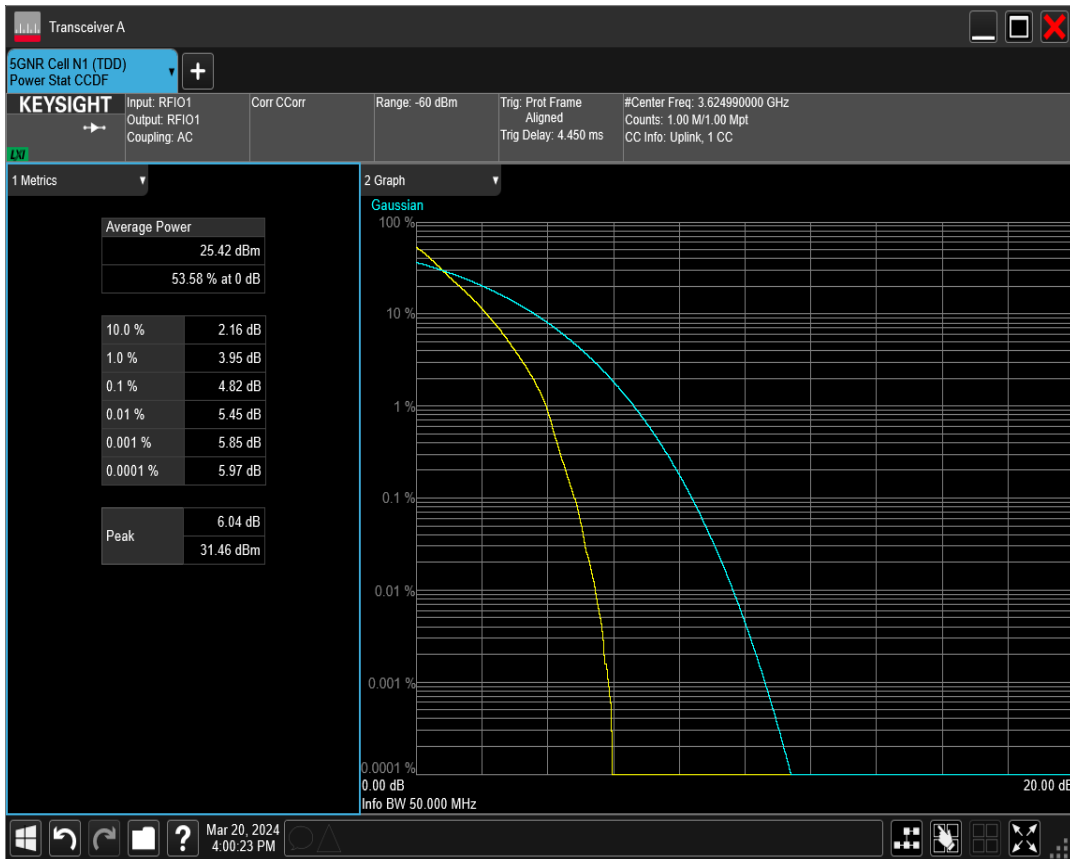 Transceiver A
5GNR Cell N1 (TDD)
Power Stat CCDF
+
KEYSIGHT
LXI
Input: RFIO1
Output: RFIO1
Coupling: AC
Corr CCorr
Range: -60 dBm
Trig: Prot Frame
Aligned
Trig Delay: 4.450 ms
#Center Freq: 3.624990000 GHz
Counts: 1.00 M/1.00 Mpt
CC Info: Uplink, 1 CC
1 Metrics
Average Power
25.42 dBm
53.58 % at 0 dB
10.0 % 2.16 dB
1.0 % 3.95 dB
0.1 % 4.82 dB
0.01 % 5.45 dB
0.001 % 5.85 dB
0.0001 % 5.97 dB
Peak
6.04 dB
31.46 dBm
2 Graph
Gaussian
100 %
10 %
1 %
0.1 %
0.01 %
0.001 %
0.0001 %
0.00 dB 20.00 dB
Info BW 50.000 MHz
?
Mar 20, 2024
4:00:23 PM